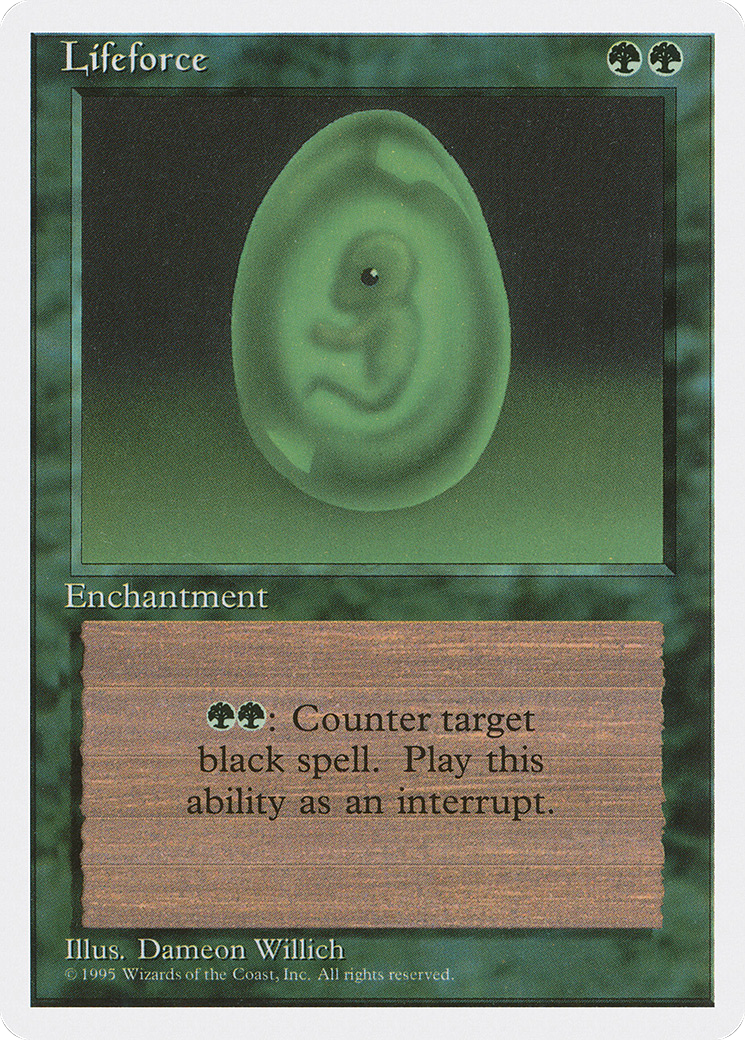 Lifeforce
Enchantment
: Counter target
black spell. Play this
ability as an interrupt.
Illus. Dameon Willich
© 1995 Wizards of the Coast, Inc. All rights reserved.